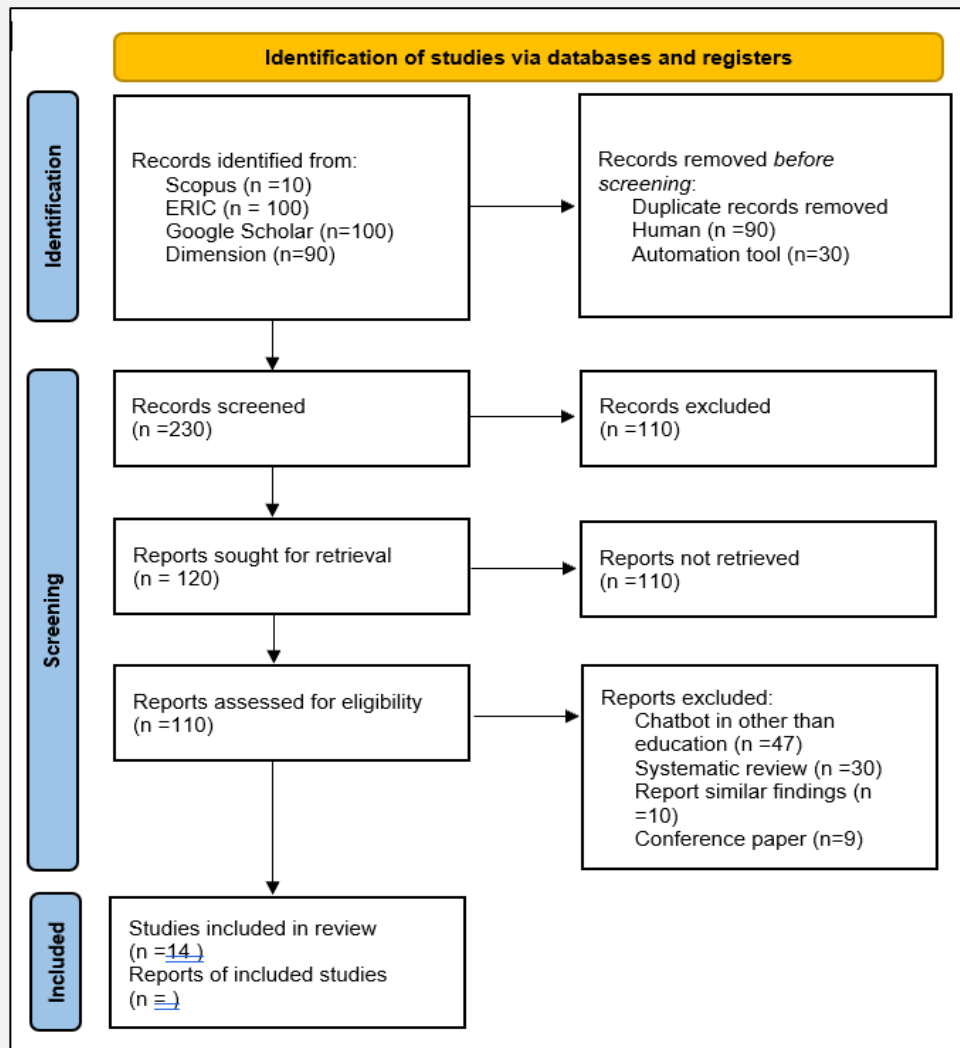 Identification of studies via databases and registers
Identification
Records identified from:
Scopus (n =10)
ERIC (n = 100)
Google Scholar (n=100)
Dimension (n=90)
Records removed before
screening:
Duplicate records removed
Human (n =90)
Automation tool (n=30)
Screening
Records screened
(n =230)
Records excluded
(n =110)
Reports sought for retrieval
(n = 120)
Reports not retrieved
(n =110)
Reports assessed for eligibility
(n =110)
Reports excluded:
Chatbot in other than
education (n =47)
Systematic review (n =30)
Report similar findings (n
=10)
Conference paper (n=9)
Included
Studies included in review
(n =14 )
Reports of included studies
(n = )